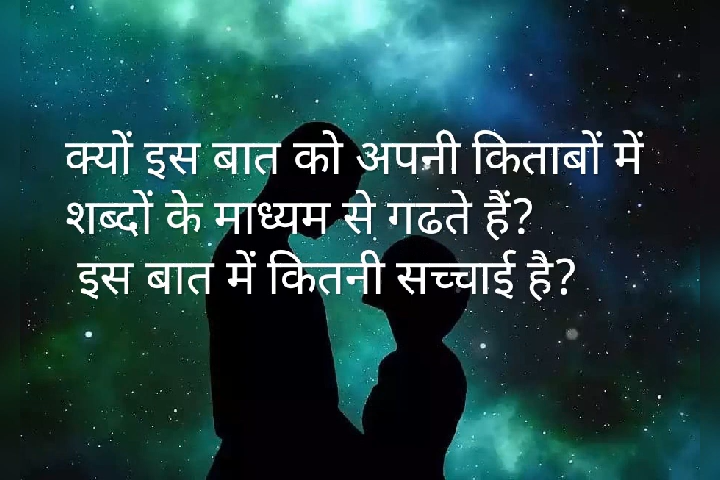 क्यों इस बात को अपनी किताबों में
शब्दों के माध्यम से गढते हैं?
इस बात में कितनी सच्चाई है?